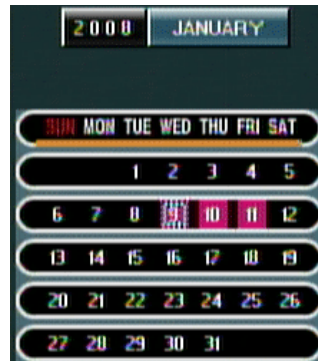 2008 JANUARY
SUN MON TUE WED THU FRI SAT
1 2 3 4 5
6 7 8 9 10 11 12
13 14 15 16 17 18 19
20 21 22 23 24 25 26
27 28 29 30 31